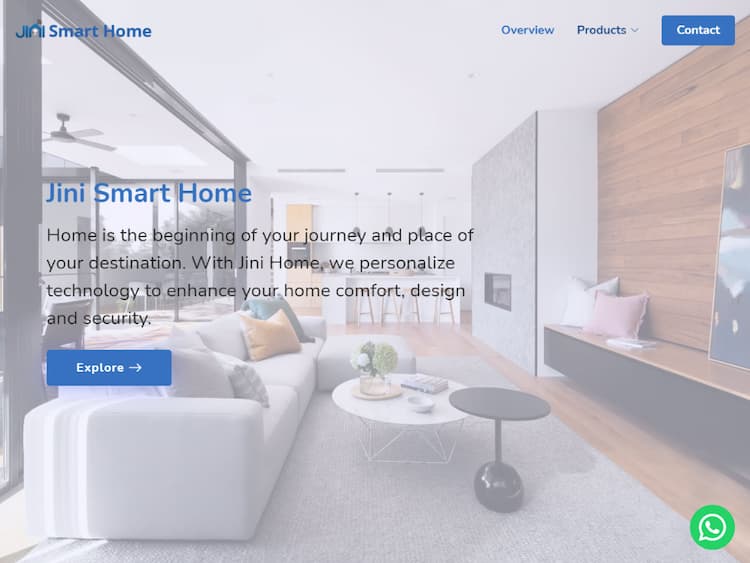 JINI Smart Home
Overview
Products
Contact
Jini Smart Home
Home is the beginning of your journey and place of
your destination. With Jini Home, we personalize
technology to enhance your home comfort, design
and security.
Explore →